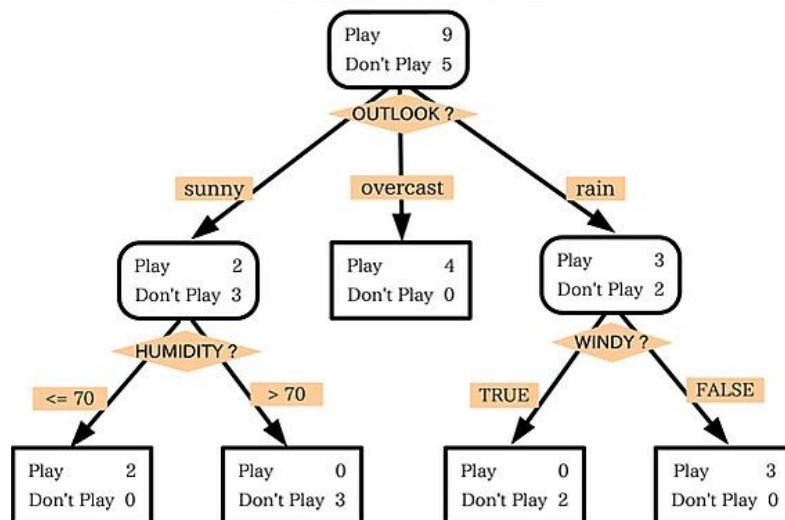 Play 9
Don't Play 5
OUTLOOK ?
sunny
overcast
rain
Play 2
Don't Play 3
Play 4
Don't Play 0
Play 3
Don't Play 2
HUMIDITY ?
WINDY ?
<= 70
> 70
TRUE
FALSE
Play 2
Don't Play 0
Play 0
Don't Play 3
Play 0
Don't Play 2
Play 3
Don't Play 0